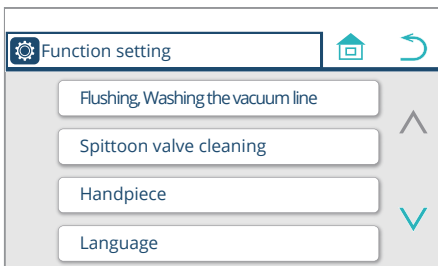 Function setting
Flushing, Washing the vacuum line
Spittoon valve cleaning
Handpiece
Language